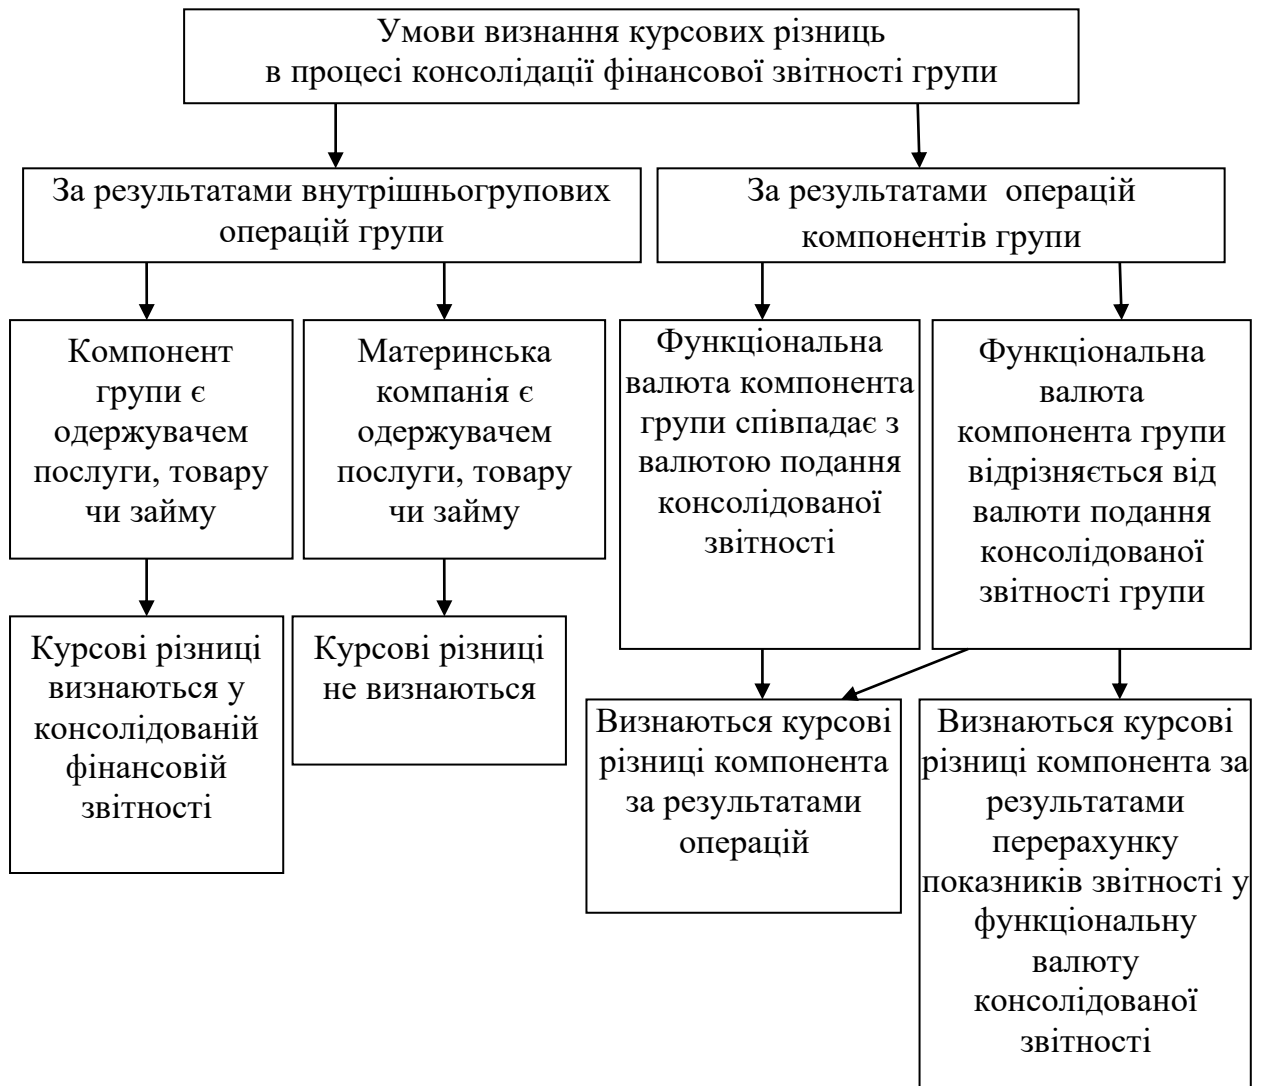 Умови визнання курсових різниць
в процесі консолідації фінансової звітності групи
За результатами внутрішньогрупових
операцій групи
За результатами операцій
компонентів групи
Компонент
групи є
одержувачем
послуги, товару
чи займу
Материнська
компанія є
одержувачем
послуги, товару
чи займу
Функціональна
валюта компонента
групи співпадає з
валютою подання
консолідованої
звітності
Функціональна
валюта
компонента групи
відрізняється від
валюти подання
консолідованої
звітності групи
Курсові різниці
визнаються у
консолідованій
фінансовій
звітності
Курсові різниці
не визнаються
Визнаються курсові
різниці компонента
за результатами
операцій
Визнаються курсові
різниці компонента за
результатами
перерахунку
показників звітності у
функціональну
валюту
консолідованої
звітності